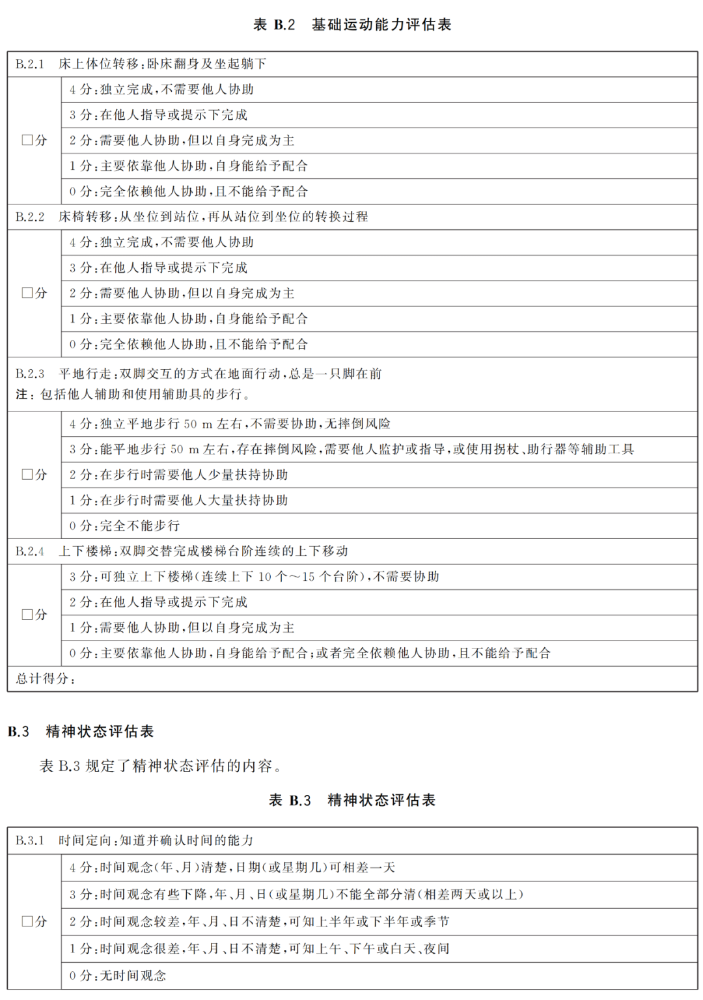 表 B.2 基础运动能力评估表
B.2.1 床上体位转移:卧床翻身及坐起躺下
4 分:独立完成,不需要他人协助
3 分:在他人指导或提示下完成
□分
2 分:需要他人协助,但以自身完成为主
1 分:主要依靠他人协助,自身能给予配合
0 分:完全依赖他人协助,且不能给予配合
B.2.2 床椅转移:从坐位到站位,再从站位到坐位的转换过程
4 分:独立完成,不需要他人协助
3 分:在他人指导或提示下完成
□分
2 分:需要他人协助,但以自身完成为主
1 分:主要依靠他人协助,自身能给予配合
0 分:完全依赖他人协助,且不能给予配合
B.2.3 平地行走:双脚交互的方式在地面行动,总是一只脚在前
注:包括他人辅助和使用辅助具的步行。
4 分:独立平地步行 50 m 左右,不需要协助,无摔倒风险
3 分:能平地步行 50 m 左右,存在摔倒风险,需要他人监护或指导,或使用拐杖、助行器等辅助工具
□分
2 分:在步行时需要他人少量扶持协助
1 分:在步行时需要他人大量扶持协助
0 分:完全不能步行
B.2.4 上下楼梯:双脚交替完成楼梯台阶连续的上下移动
3 分:可独立上下楼梯(连续上下 10 个~15 个台阶),不需要协助
2 分:在他人指导或提示下完成
□分
1 分:需要他人协助,但以自身完成为主
0 分:主要依靠他人协助,自身能给予配合;或者完全依赖他人协助,且不能给予配合
总计得分:
B.3 精神状态评估表
表 B.3 规定了精神状态评估的内容。
表 B.3 精神状态评估表
B.3.1 时间定向:知道并确认时间的能力
4 分:时间观念(年、月)清楚,日期(或星期几)可相差一天
3 分:时间观念有些下降,年、月、日(或星期几)不能全部分清(相差两天或以上)
□分
2 分:时间观念较差,年、月、日不清楚,可知上半年或下半年或季节
1 分:时间观念很差,年、月、日不清楚,可知上午、下午或白天、夜间
0 分:无时间观念